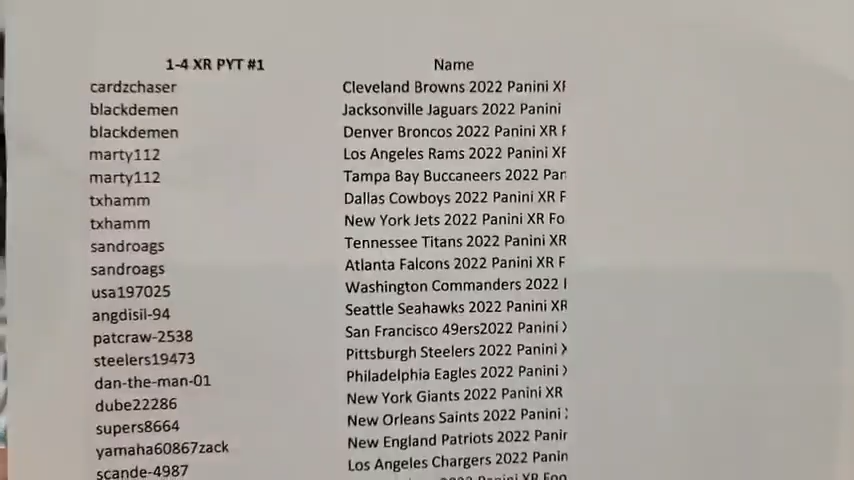 1-4 XR PYT #1 Name
cardzchaser Cleveland Browns 2022 Panini XR
blackdemen Jacksonville Jaguars 2022 Panini
blackdemen Denver Broncos 2022 Panini XR F
marty112 Los Angeles Rams 2022 Panini XR
marty112 Tampa Bay Buccaneers 2022 Pan
txhamm Dallas Cowboys 2022 Panini XR F
txhamm New York Jets 2022 Panini XR Fo
sandroags Tennessee Titans 2022 Panini XR
sandroags Atlanta Falcons 2022 Panini XR F
usa197025 Washington Commanders 2022
angdisil-94 Seattle Seahawks 2022 Panini XR
patcraw-2538 San Francisco 49ers2022 Panini
steelers19473 Pittsburgh Steelers 2022 Panini
dan-the-man-01 Philadelphia Eagles 2022 Panini
dube22286 New York Giants 2022 Panini XR
supers8664 New Orleans Saints 2022 Panini
yamaha60867zack New England Patriots 2022 Panin
scande-4987 Los Angeles Chargers 2022 Panin